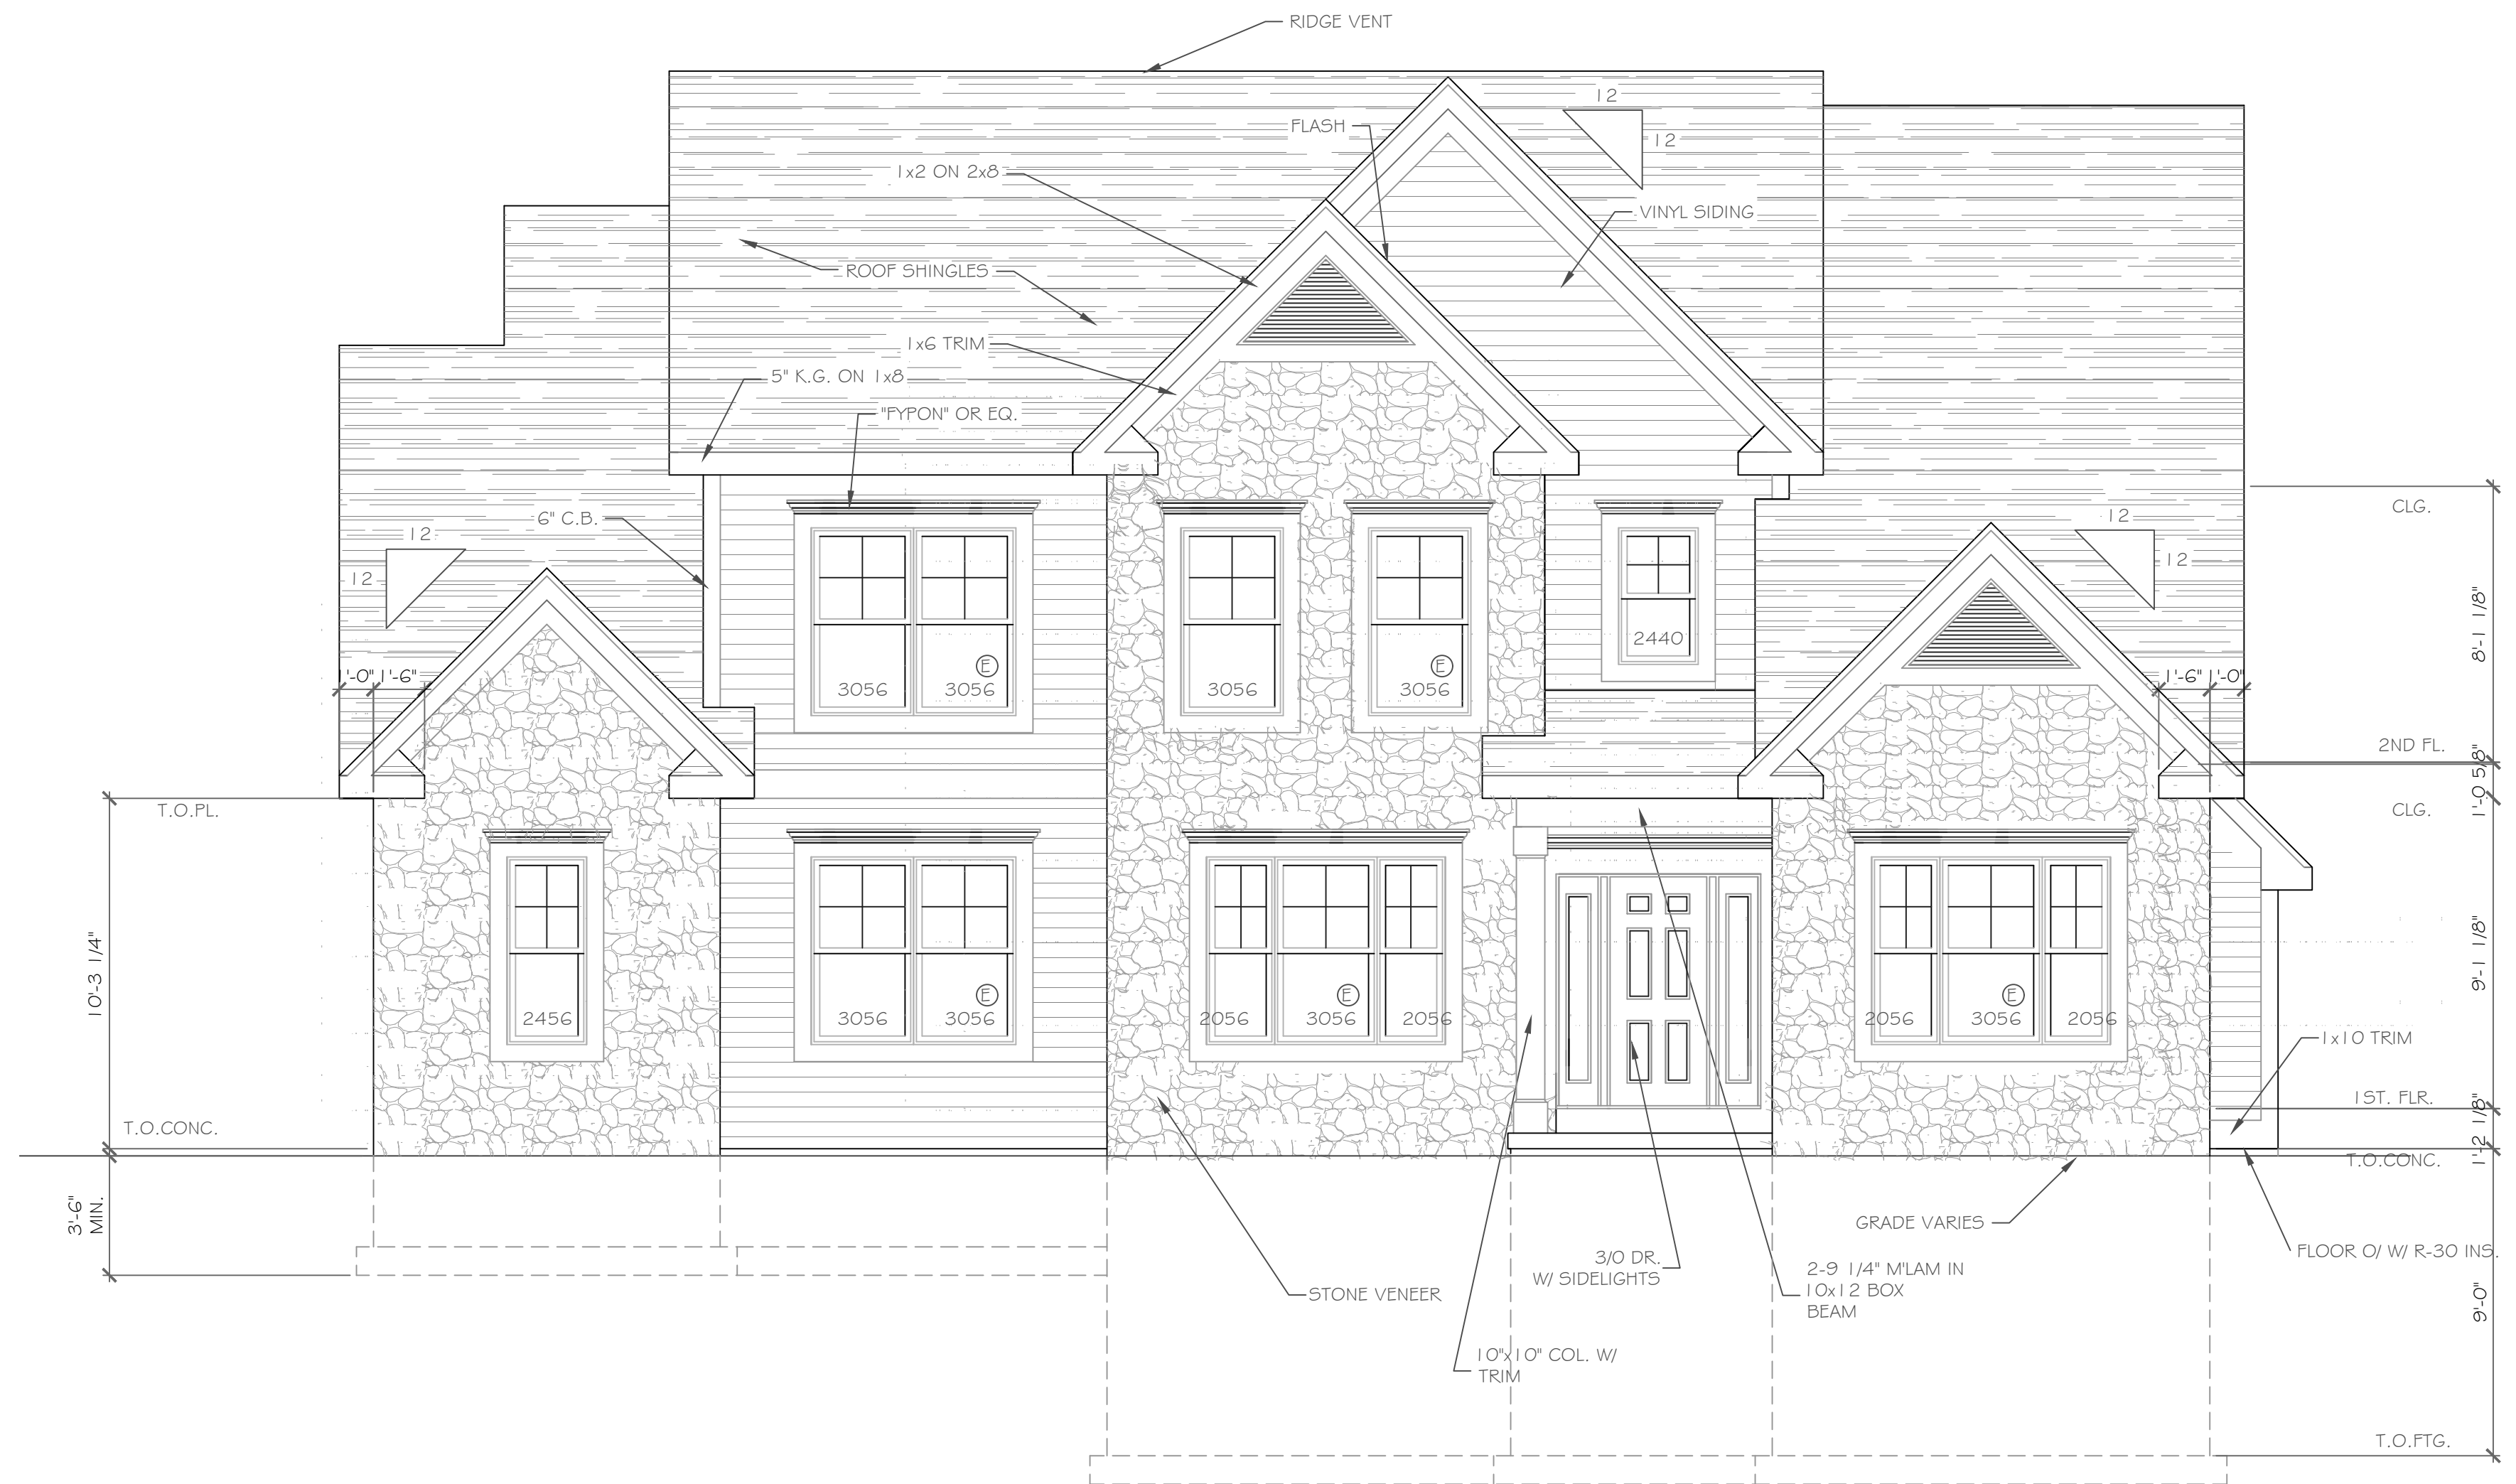 RIDGE VENT
12
FLASH
12
1x2 ON 2x8
VINYL SIDING
ROOF SHINGLES
1x6 TRIM
5" K.G. ON 1x8
"FYPON" OR EQ.
CLG.
6" C.B.
12
12
12
12
8'-1 1/8"
2440
E
E
3056
3056
3056
3056
1'-0"
1'-6"
1'-6"
1'-0"
2ND FL.
1'-0 5/8"
T.O.PL.
CLG.
10'-3 1/4"
9'-1 1/8"
E
E
E
2456
3056
3056
2056
3056
2056
2056
3056
2056
1x10 TRIM
1ST. FLR.
T.O.CONC.
1'-2 1/8"
T.O.CONC.
3'-6"
MIN.
GRADE VARIES
FLOOR O/ W/ R-30 INS.
3/0 DR.
W/ SIDELIGHTS
2-9 1/4" M'LAM IN
10x12 BOX
BEAM
STONE VENEER
9'-0"
10"x10" COL. W/
TRIM
T.O.FTG.